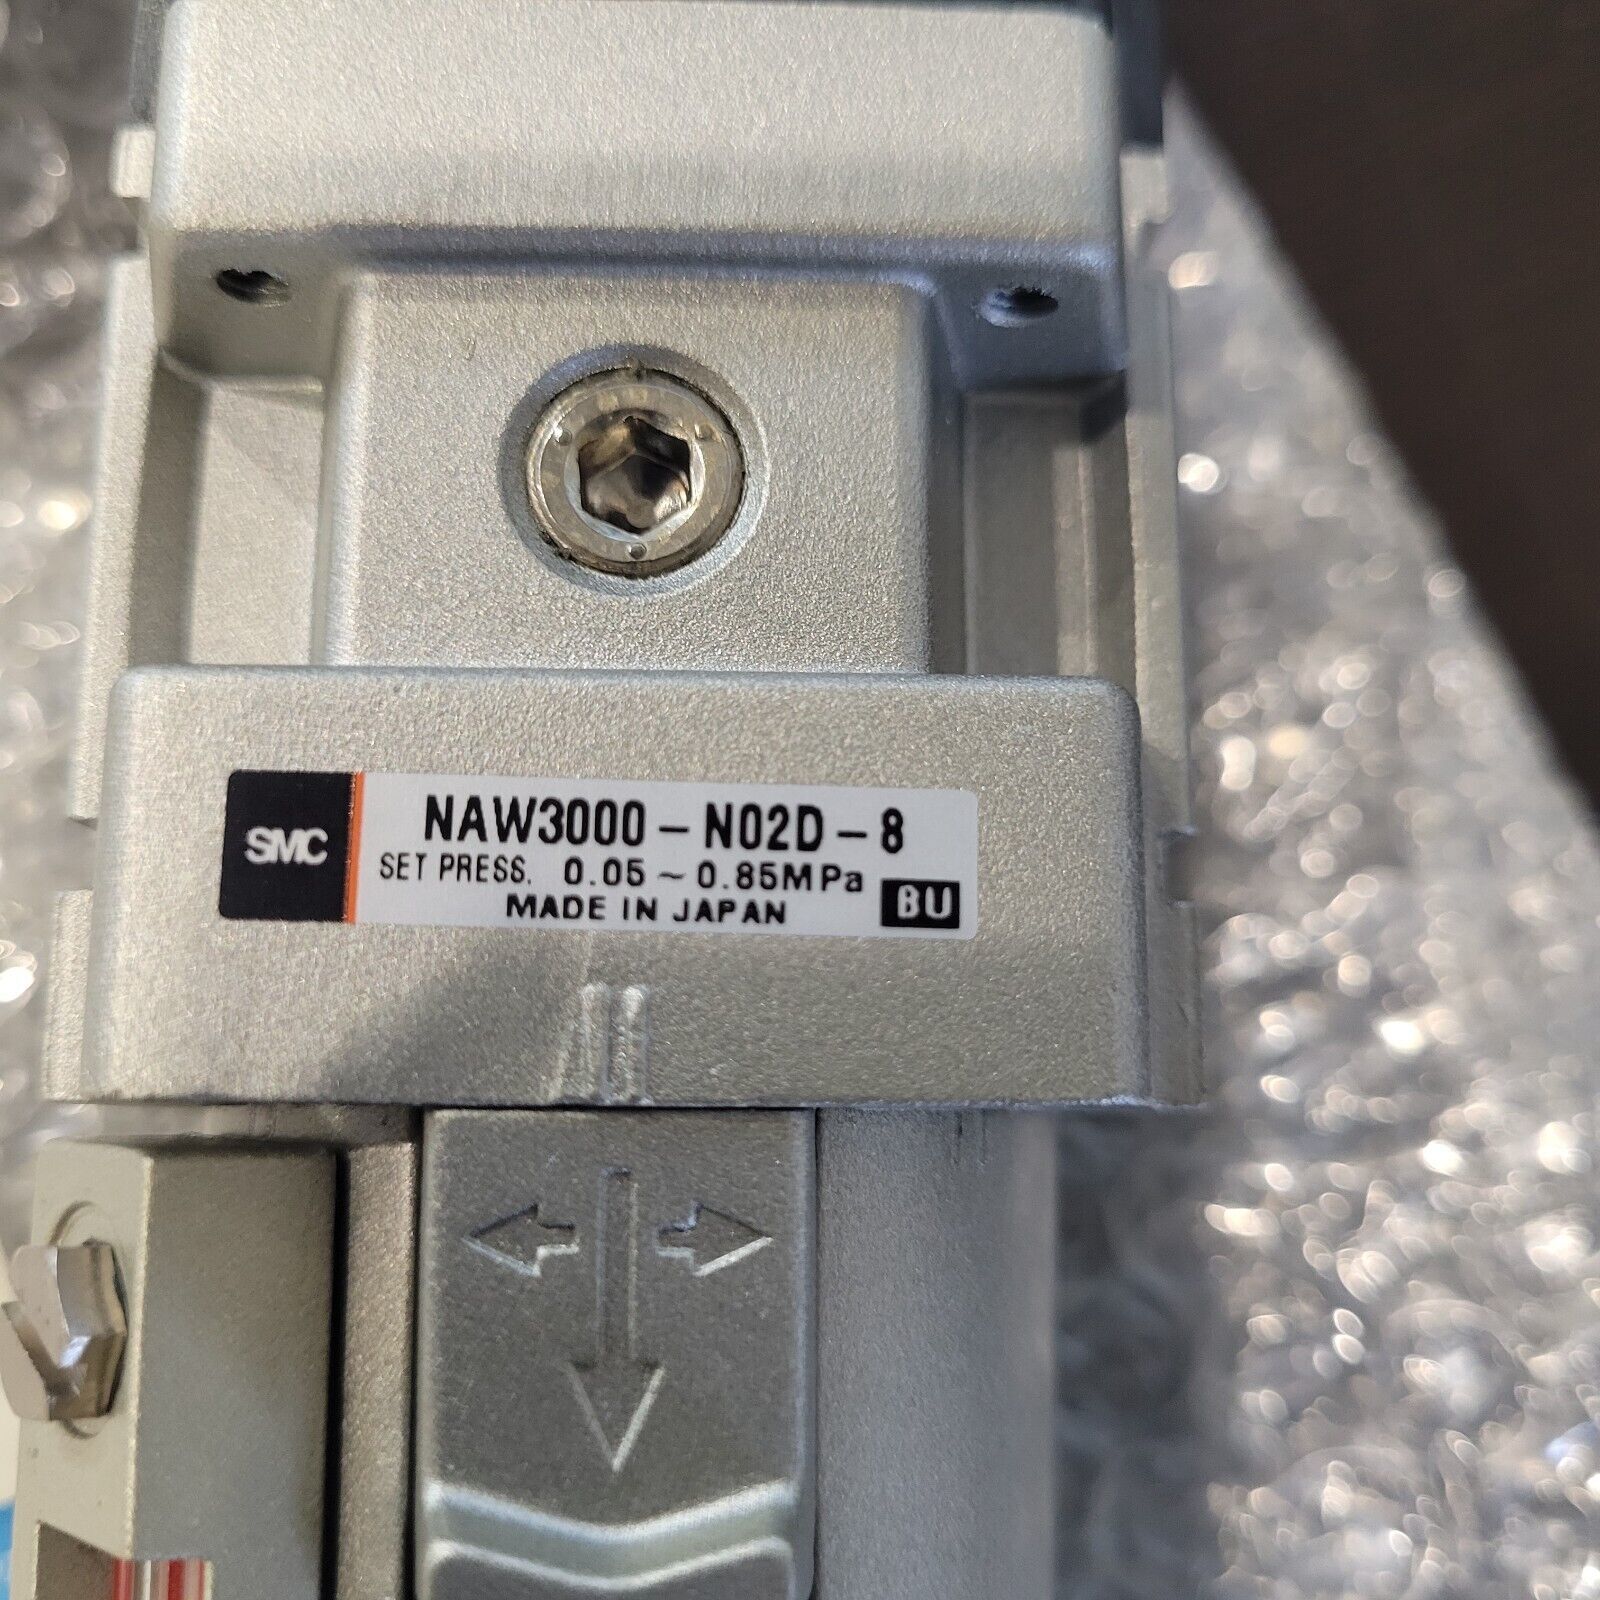 SMC
NAW3000-N02D-8
SET PRESS. 0.05~0.85MPa
MADE IN JAPAN
BU